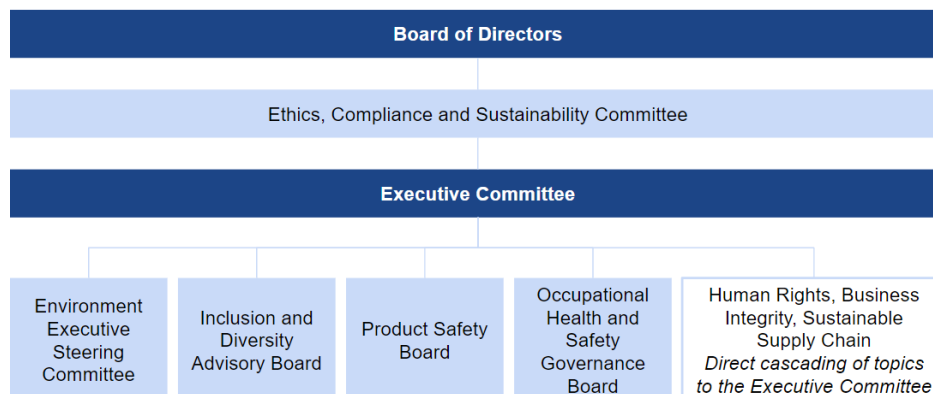 Board of Directors
Ethics, Compliance and Sustainability Committee
Executive Committee
Environment
Executive
Steering
Committee
Inclusion and
Diversity
Advisory Board
Product Safety
Board
Occupational
Health and
Safety
Governance
Board
Human Rights, Business
Integrity, Sustainable
Supply Chain
Direct cascading of topics
to the Executive Committee